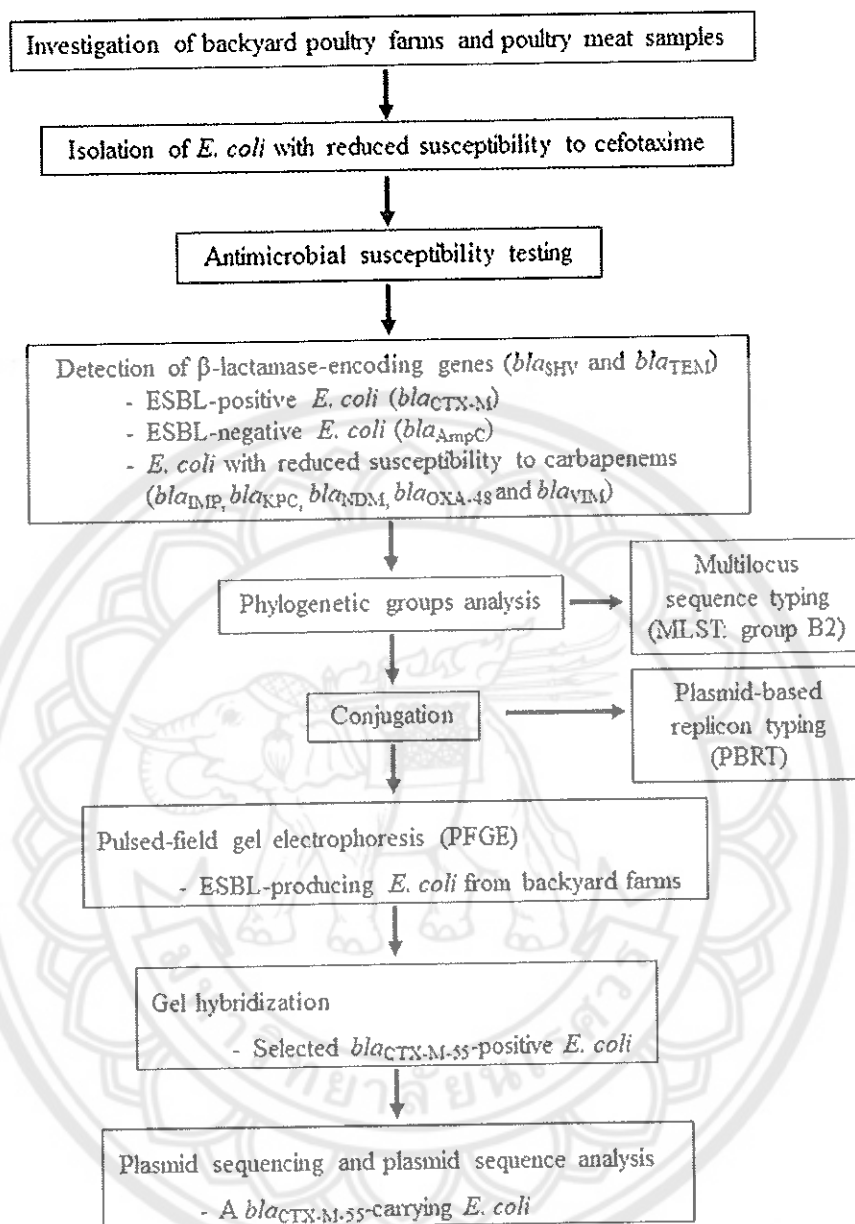 Investigation of backyard poultry farms and poultry meat samples
Isolation of E. coli with reduced susceptibility to cefotaxime
Antimicrobial susceptibility testing
Detection of β-lactamase-encoding genes (blaSHV and blaTEM)
- ESBL-positive E. coli (blaCTX-M)
- ESBL-negative E. coli (blaAmpC)
- E. coli with reduced susceptibility to carbapenems
(blaIMP, blaKPC, blaNDM, blaOXA-48 and blaVIM)
Phylogenetic groups analysis
Multilocus
sequence typing
(MLST: group B2)
Conjugation
Plasmid-based
replicon typing
(PBRT)
Pulsed-field gel electrophoresis (PFGE)
- ESBL-producing E. coli from backyard farms
Gel hybridization
- Selected blaCTX-M-55-positive E. coli
Plasmid sequencing and plasmid sequence analysis
- A blaCTX-M-55-carrying E. coli